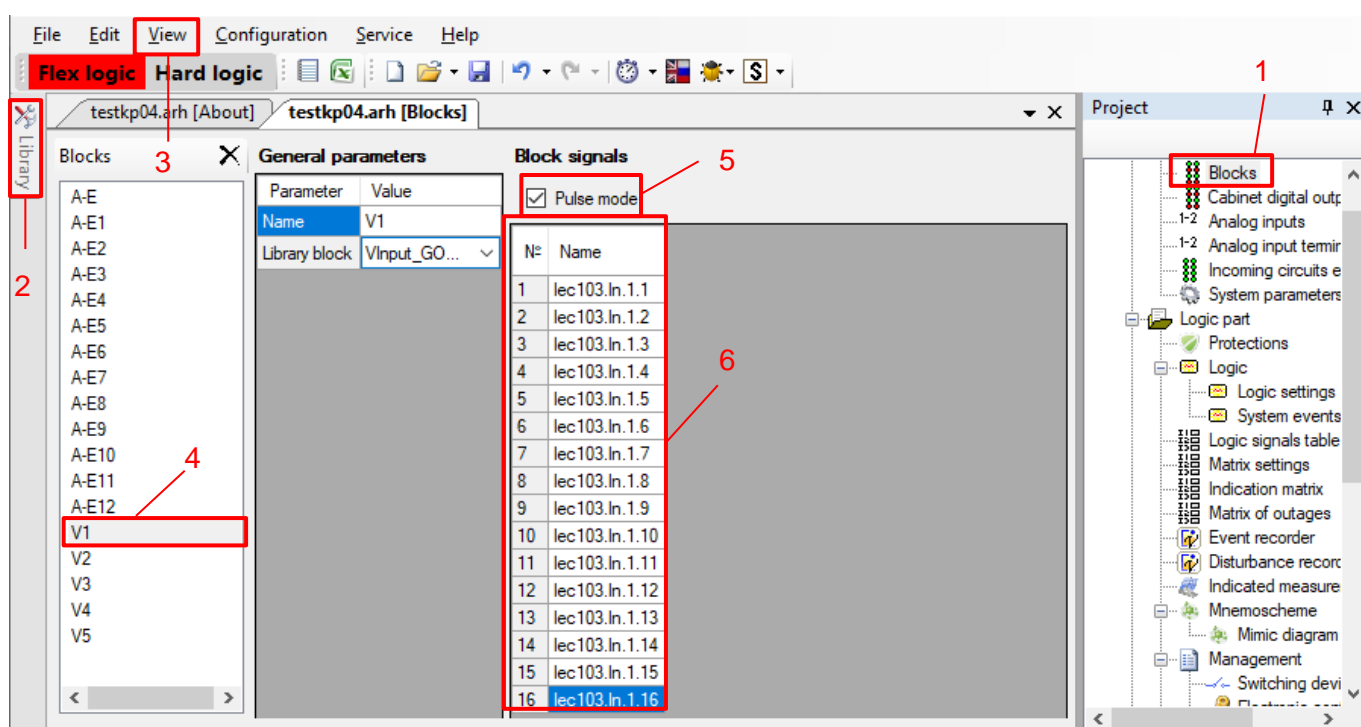 File Edit View Configuration Service Help
Flex logic Hard logic S
1
testkp04.arh [About] testkp04.arh [Blocks]
Project
Library
Blocks
3
General parameters
Block signals
5
Parameter Value
Name V1
Library block VInput_GO...
Pulse mode
№ Name
1 Iec103.In.1.1
2 Iec103.In.1.2
3 Iec103.In.1.3
4 Iec103.In.1.4
5 Iec103.In.1.5
6 Iec103.In.1.6
7 Iec103.In.1.7
8 Iec103.In.1.8
9 Iec103.In.1.9
10 Iec103.In.1.10
11 Iec103.In.1.11
12 Iec103.In.1.12
13 Iec103.In.1.13
14 Iec103.In.1.14
15 Iec103.In.1.15
16 Iec103.In.1.16
6
2
A-E
A-E1
A-E2
A-E3
A-E4
A-E5
A-E6
A-E7
A-E8
A-E9
A-E10
A-E11
A-E12
4
V1
V2
V3
V4
V5
Blocks
Cabinet digital outp
1-2 Analog inputs
1-2 Analog input termin
Incoming circuits e
System parameters
Logic part
Protections
Logic
Logic settings
System events
Logic signals table
Matrix settings
Indication matrix
Matrix of outages
Event recorder
Disturbance record
Indicated measure
Mnemoscheme
Mimic diagram
Management
Switching devi